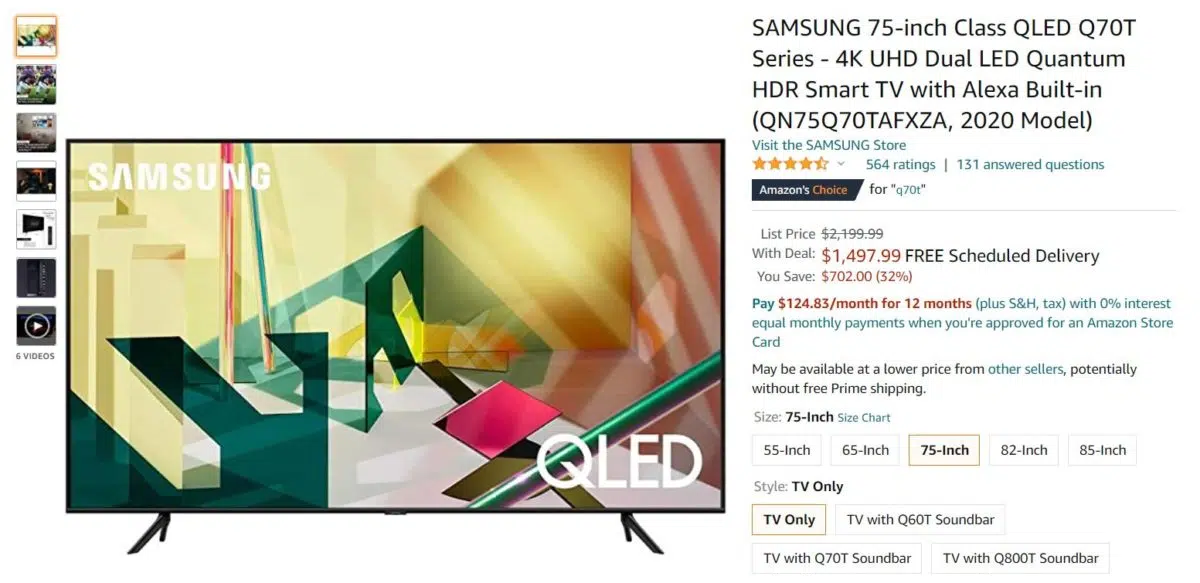 SAMSUNG
QLED
6 VIDEOS
SAMSUNG 75-inch Class QLED Q70T
Series - 4K UHD Dual LED Quantum
HDR Smart TV with Alexa Built-in
(QN75Q70TAFXZA, 2020 Model)
Visit the SAMSUNG Store
564 ratings | 131 answered questions
Amazon's Choice for "q70t"
List Price $2,199.99
With Deal: $1,497.99 FREE Scheduled Delivery
You Save: $702.00 (32%)
Pay $124.83/month for 12 months (plus S&H, tax) with 0% interest
equal monthly payments when you're approved for an Amazon Store
Card
May be available at a lower price from other sellers, potentially
without free Prime shipping.
Size: 75-Inch Size Chart
55-Inch 65-Inch 75-Inch 82-Inch 85-Inch
Style: TV Only
TV Only TV with Q60T Soundbar
TV with Q70T Soundbar TV with Q800T Soundbar